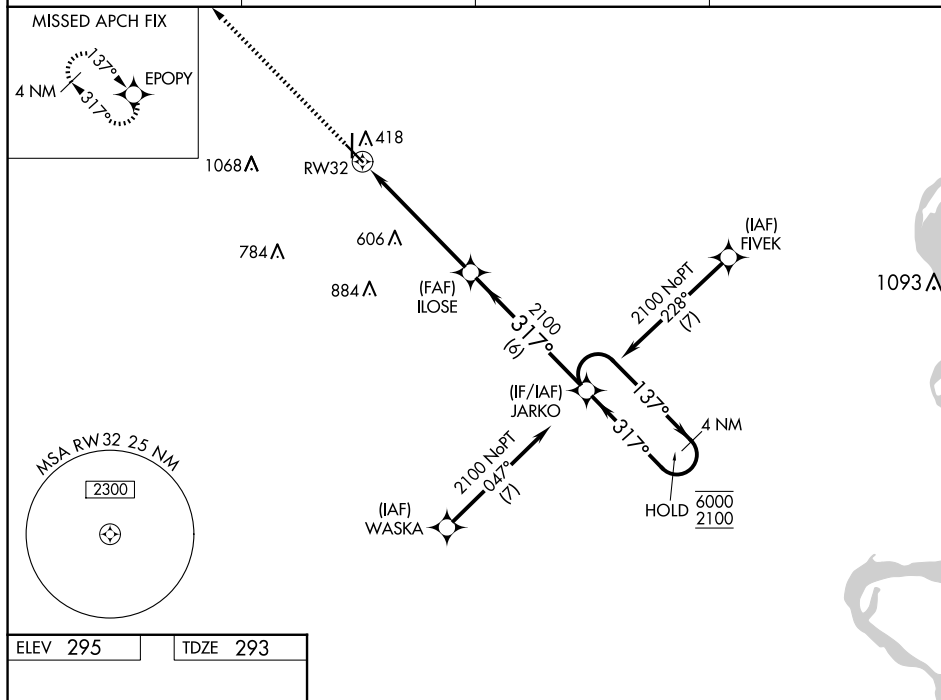 MISSED APCH FIX
137°
EPOPY
4 NM
317°
418
1068
RW32
606
784
884
(FAF)
ILOSE
(IAF)
FIVEK
1093
2100 NoPT
228°
(7)
2100
317°
(6)
(IF/IAF)
JARKO
137°
4 NM
317°
HOLD 6000
2100
2100 NoPT
047°
(7)
(IAF)
WASKA
MSA RW32 25 NM
2300
ELEV 295
TDZE 293